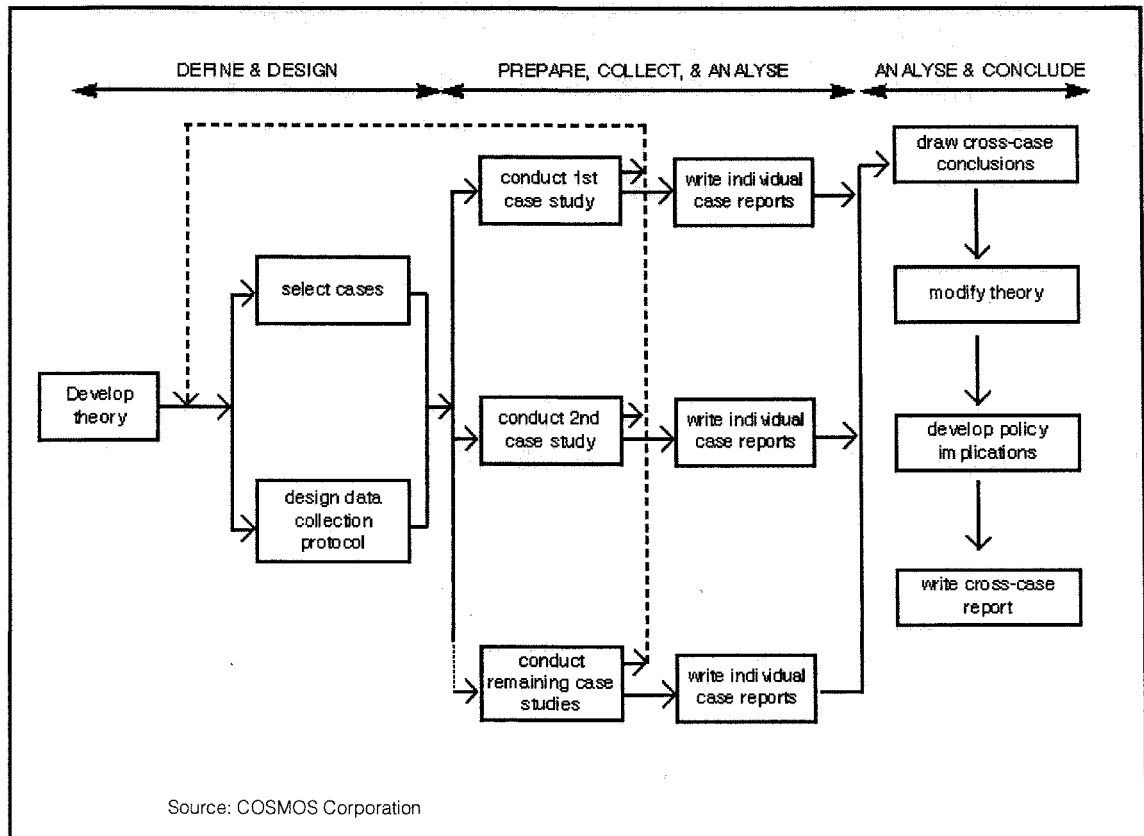 DEFINE & DESIGN
PREPARE, COLLECT, & ANALYSE
ANALYSE & CONCLUDE
Develop
theory
select cases
design data
collection
protocol
conduct 1st
case study
write individual
case reports
conduct 2nd
case study
write individual
case reports
conduct
remaining case
studies
write individual
case reports
draw cross-case
conclusions
modify theory
develop policy
implications
write cross-case
report
Source: COSMOS Corporation